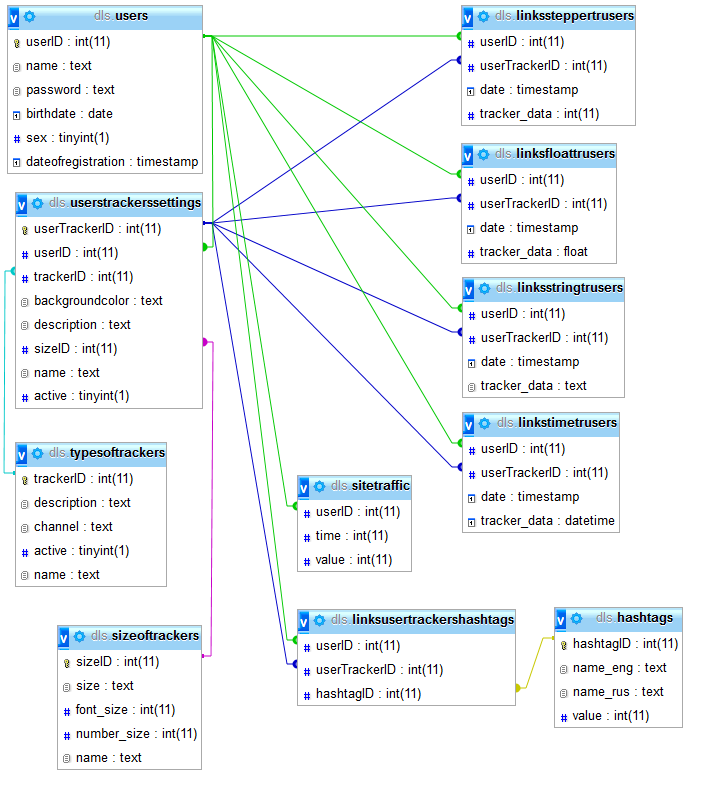 v dls users
userID : int(11)
name : text
password : text
birthdate : date
# sex : tinyint(1)
dateofregistration : timestamp
v dls userstrackerssettings
userTrackerID : int(11)
# userID : int(11)
# trackerID : int(11)
backgroundcolor : text
description : text
# sizeID : int(11)
name : text
# active : tinyint(1)
v dls typesoftrackers
trackerID : int(11)
description : text
channel : text
# active : tinyint(1)
name : text
v dls sizeoftrackers
sizeID : int(11)
size : text
# font_size : int(11)
# number_size : int(11)
name : text
v dls linkssteppertrusers
# userID : int(11)
# userTrackerID : int(11)
date : timestamp
# tracker_data : int(11)
v dls linksfloattrusers
# userID : int(11)
# userTrackerID : int(11)
date : timestamp
# tracker_data : float
v dls linksstringtrusers
# userID : int(11)
# userTrackerID : int(11)
date : timestamp
tracker_data : text
v dls linkstimetrusers
# userID : int(11)
# userTrackerID : int(11)
date : timestamp
tracker_data : datetime
v dls sitetraffic
# userID : int(11)
# time : int(11)
# value : int(11)
v dls linksusertrackershashtags
# userID : int(11)
# userTrackerID : int(11)
# hashtagID : int(11)
v dls hashtags
hashtagID : int(11)
name_eng : text
name_rus : text
# value : int(11)